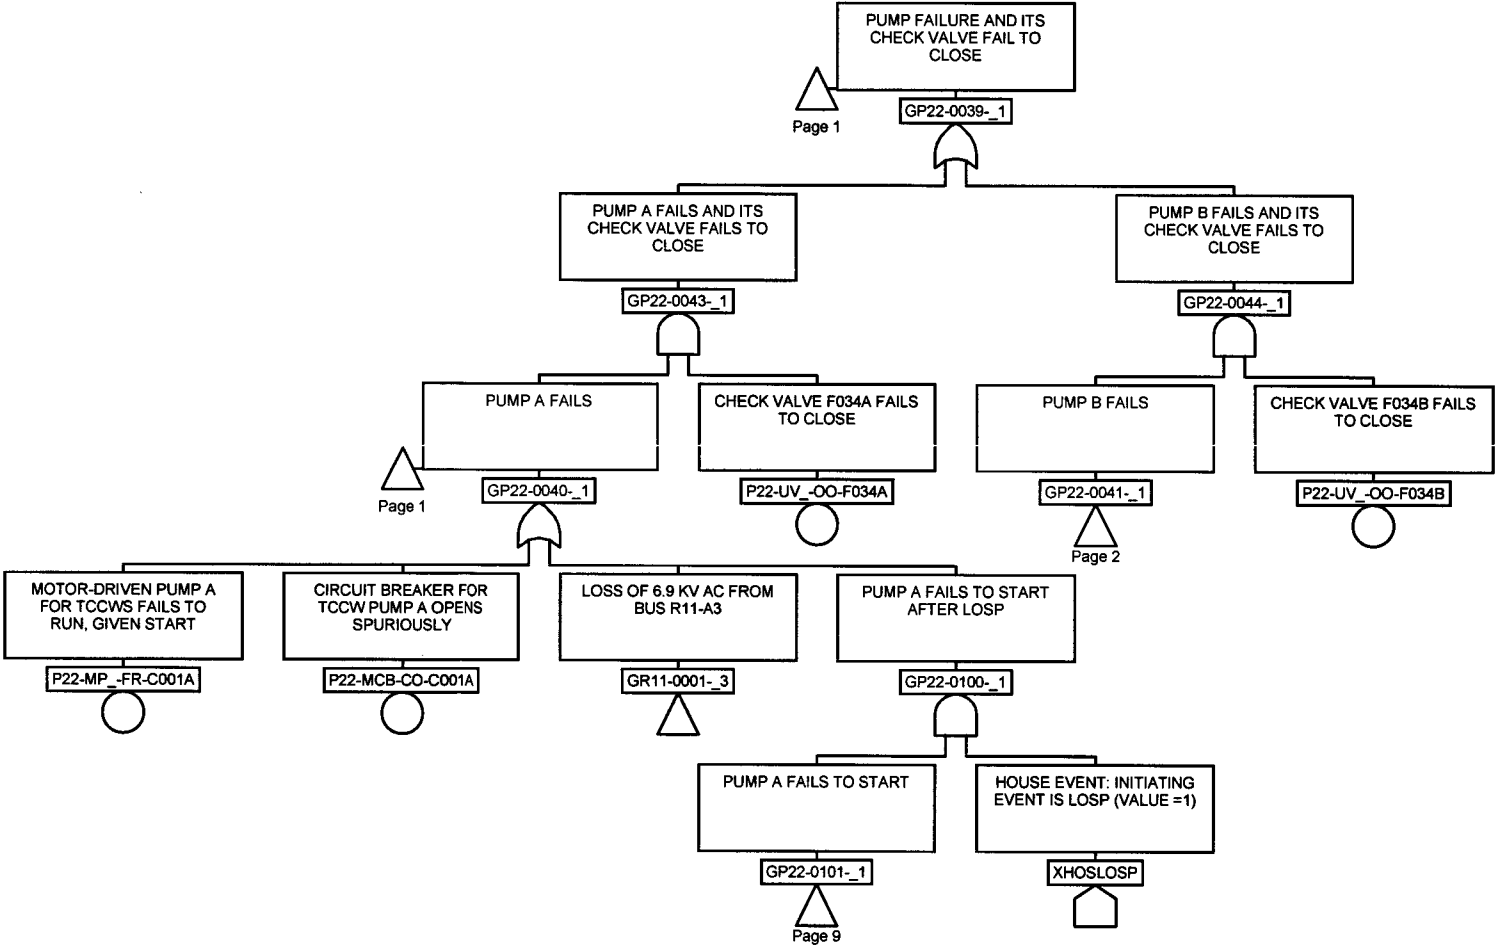 PUMP FAILURE AND ITS
CHECK VALVE FAIL TO
CLOSE
Page 1
GP22-0039-_1
PUMP A FAILS AND ITS
CHECK VALVE FAILS TO
CLOSE
GP22-0043-_1
PUMP B FAILS AND ITS
CHECK VALVE FAILS TO
CLOSE
GP22-0044-_1
PUMP A FAILS
Page 1
GP22-0040-_1
CHECK VALVE F034A FAILS
TO CLOSE
P22-UV_-OO-F034A
PUMP B FAILS
GP22-0041-_1
Page 2
CHECK VALVE F034B FAILS
TO CLOSE
P22-UV_-OO-F034B
MOTOR-DRIVEN PUMP A
FOR TCCWS FAILS TO
RUN, GIVEN START
P22-MP_-FR-C001A
CIRCUIT BREAKER FOR
TCCW PUMP A OPENS
SPURIOUSLY
P22-MCB-CO-C001A
LOSS OF 6.9 KV AC FROM
BUS R11-A3
GR11-0001-_3
PUMP A FAILS TO START
AFTER LOSP
GP22-0100-_1
PUMP A FAILS TO START
GP22-0101-_1
Page 9
HOUSE EVENT: INITIATING
EVENT IS LOSP (VALUE =1)
XHOSLOSP